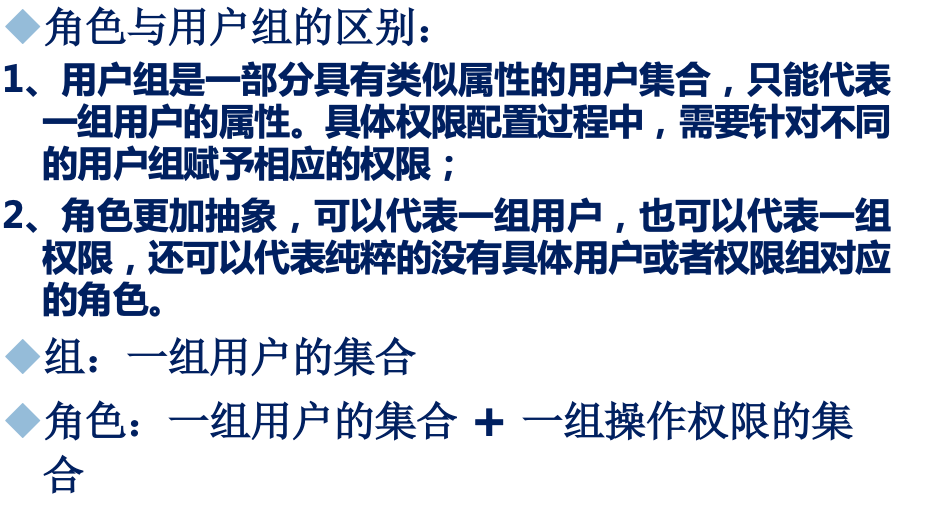 ◆角色与用户组的区别：
1、用户组是一部分具有类似属性的用户集合，只能代表
一组用户的属性。具体权限配置过程中，需要针对不同
的用户组赋予相应的权限；
2、角色更加抽象，可以代表一组用户，也可以代表一组
权限，还可以代表纯粹的没有具体用户或者权限组对应
的角色。
◆组：一组用户的集合
◆角色：一组用户的集合 + 一组操作权限的集
合